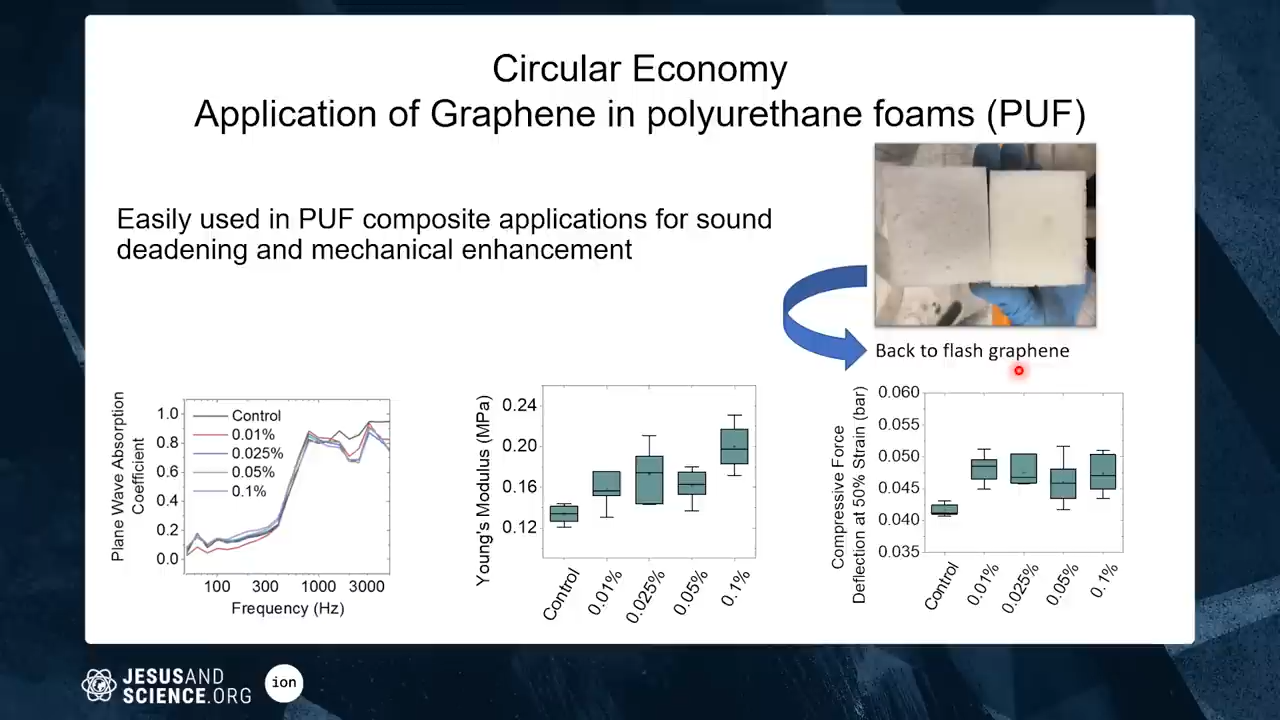 Circular Economy
Application of Graphene in polyurethane foams (PUF)
Easily used in PUF composite applications for sound
deadening and mechanical enhancement
Back to flash graphene
Plane Wave Absorption
Coefficient
1.0
0.8
0.6
0.4
0.2
0.0
Control
0.01%
0.025%
0.05%
0.1%
100
300
1000
3000
Frequency (Hz)
Young's Modulus (MPa)
0.24
0.20
0.16
0.12
Control
0.01%
0.025%
0.05%
0.1%
Compressive Force
Deflection at 50% Strain (bar)
0.060
0.055
0.050
0.045
0.040
0.035
Control
0.01%
0.025%
0.05%
0.1%
JESUSAND
SCIENCE.ORG
ion